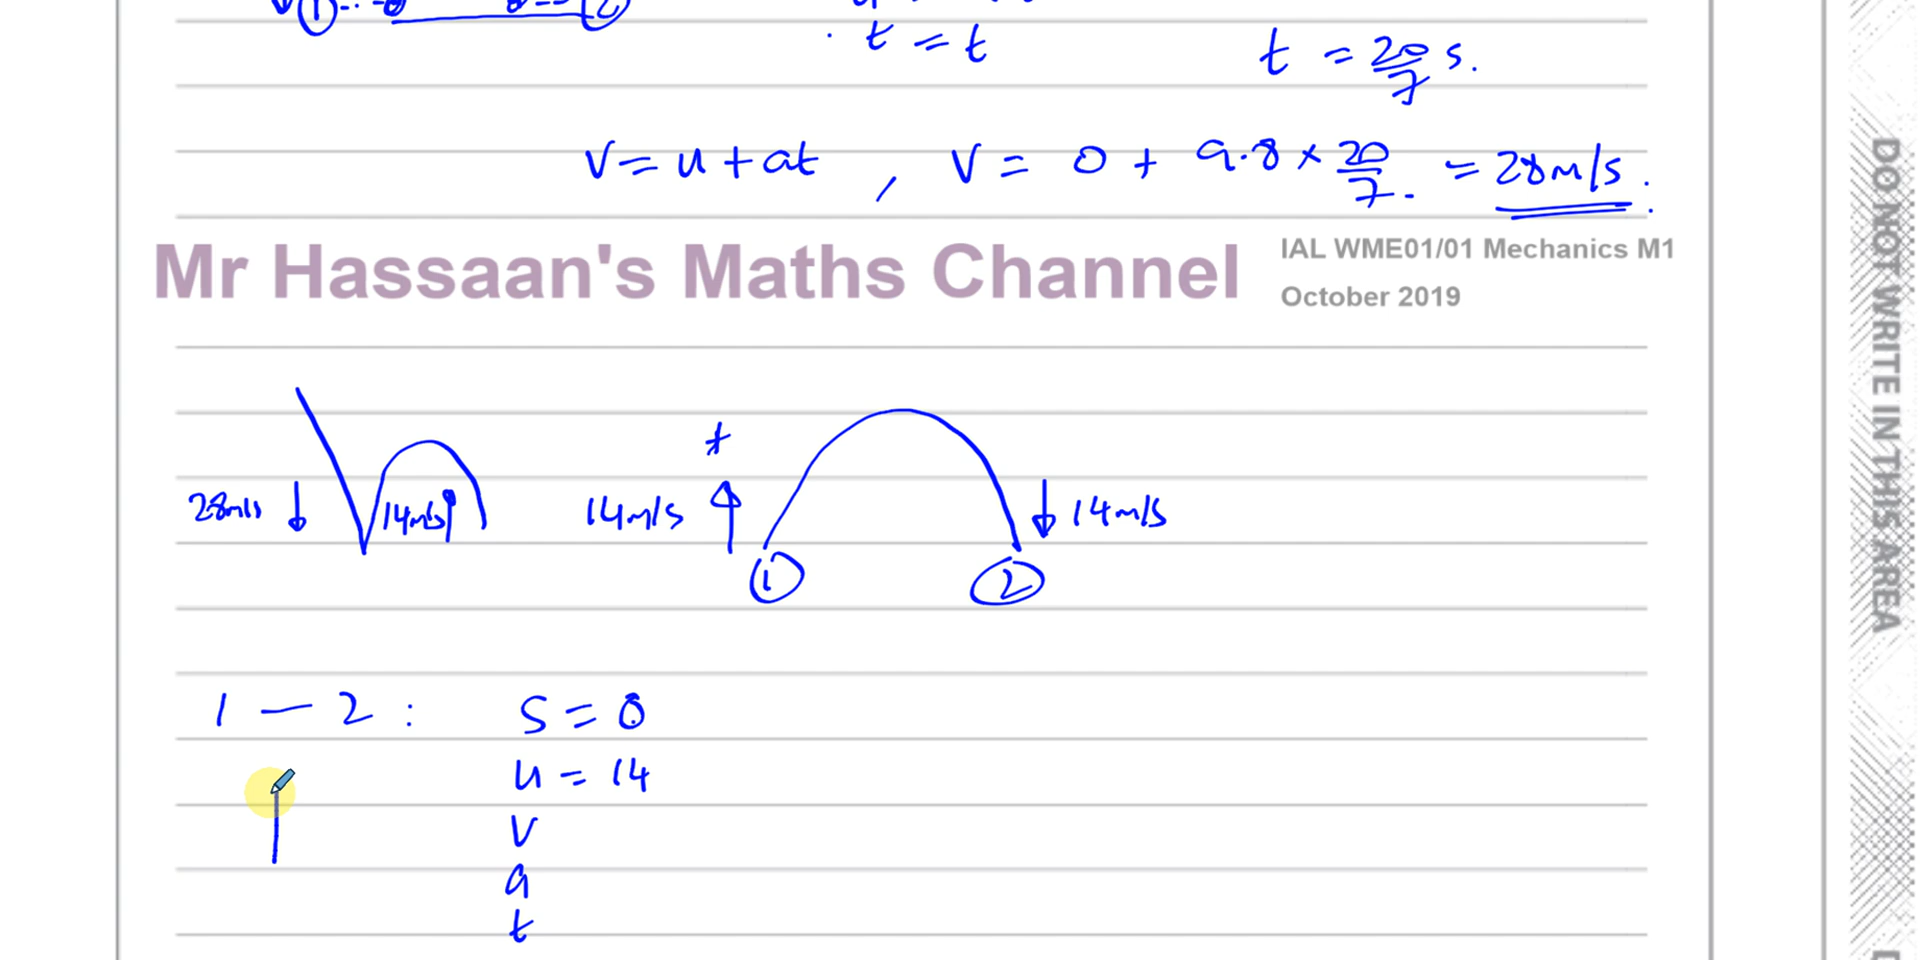 t = t
t = 20/7 s.
v = u + at , v = 0 + 9.8 × 20/7. = 28m/s.
Mr Hassaan's Maths Channel
IAL WME01/01 Mechanics M1
October 2019
+
28m/s
14m/s
14m/s
14m/s
1
2
1 — 2 : s = 0
u = 14
v
a
t
DO NOT WRITE IN THIS AREA